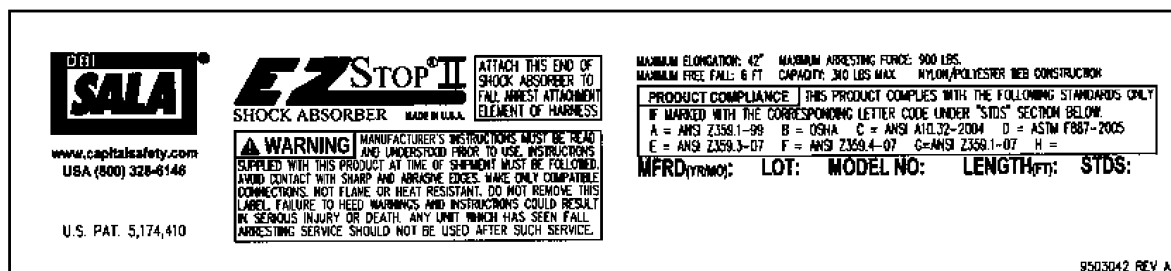 DBI
SALA
®
www.capitalsafety.com
USA (800) 328-6146
U.S. PAT. 5,174,410
EZ STOP® II
SHOCK ABSORBER MADE IN U.S.A.
ATTACH THIS END OF
SHOCK ABSORBER TO
FALL ARREST ATTACHMENT
ELEMENT OF HARNESS
WARNING
MANUFACTURER'S INSTRUCTIONS MUST BE READ
AND UNDERSTOOD PRIOR TO USE. INSTRUCTIONS
SUPPLIED WITH THIS PRODUCT AT TIME OF SHIPMENT MUST BE FOLLOWED.
AVOID CONTACT WITH SHARP AND ABRASIVE EDGES. MAKE ONLY COMPATIBLE
CONNECTIONS. NOT FLAME OR HEAT RESISTANT. DO NOT REMOVE THIS
LABEL. FAILURE TO HEED WARNINGS AND INSTRUCTIONS COULD RESULT
IN SERIOUS INJURY OR DEATH. ANY UNIT WHICH HAS SEEN FALL
ARRESTING SERVICE SHOULD NOT BE USED AFTER SUCH SERVICE.
MAXIMUM ELONGATION: 42" MAXIMUM ARRESTING FORCE: 900 LBS.
MAXIMUM FREE FALL: 6 FT CAPACITY: 310 LBS MAX NYLON/POLYESTER WEB CONSTRUCTION
PRODUCT COMPLIANCE THIS PRODUCT COMPLIES WITH THE FOLLOWING STANDARDS ONLY
IF MARKED WITH THE CORRESPONDING LETTER CODE UNDER "STDS" SECTION BELOW.
A = ANSI Z359.1-99 B = OSHA C = ANSI A10.32-2004 D = ASTM F887-2005
E = ANSI Z359.3-07 F = ANSI Z359.4-07 G=ANSI Z359.1-07 H =
MFRD(YR/MO): LOT: MODEL NO: LENGTH(FT): STDS:
9503042 REV A